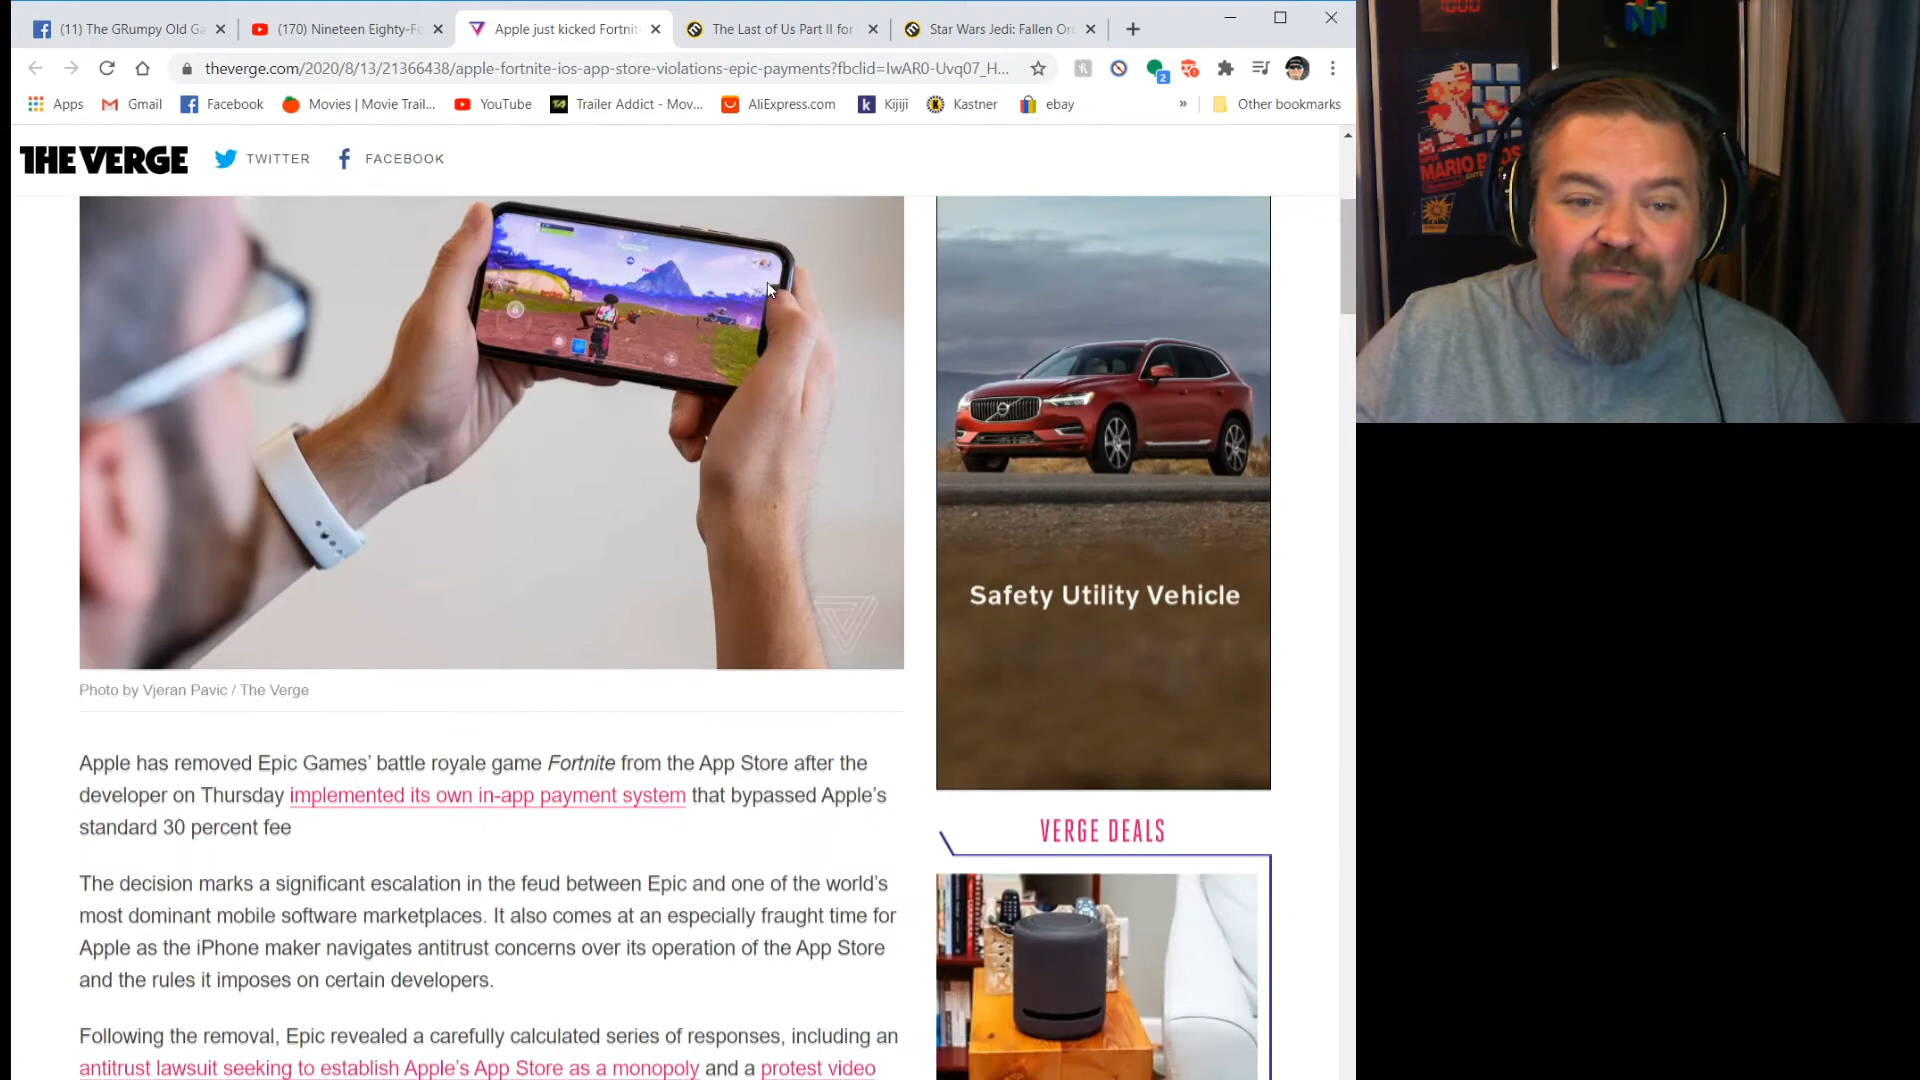 (11) The GRumpy Old Ga
(170) Nineteen Eighty-Fo
Apple just kicked Fortnite
The Last of Us Part II for
Star Wars Jedi: Fallen Or
theverge.com/2020/8/13/21366438/apple-fortnite-ios-app-store-violations-epic-payments?fbclid=IwAR0-Uvq07_H...
2
Apps
Gmail
Facebook
Movies | Movie Trail...
YouTube
Trailer Addict - Mov...
AliExpress.com
Kijiji
Kastner
ebay
»
Other bookmarks
THE VERGE
TWITTER
FACEBOOK
Safety Utility Vehicle
Photo by Vjeran Pavic / The Verge
Apple has removed Epic Games' battle royale game Fortnite from the App Store after the
developer on Thursday implemented its own in-app payment system that bypassed Apple's
standard 30 percent fee
The decision marks a significant escalation in the feud between Epic and one of the world's
most dominant mobile software marketplaces. It also comes at an especially fraught time for
Apple as the iPhone maker navigates antitrust concerns over its operation of the App Store
and the rules it imposes on certain developers.
Following the removal, Epic revealed a carefully calculated series of responses, including an
antitrust lawsuit seeking to establish Apple's App Store as a monopoly and a protest video
VERGE DEALS
SUPER
MARIO BROS